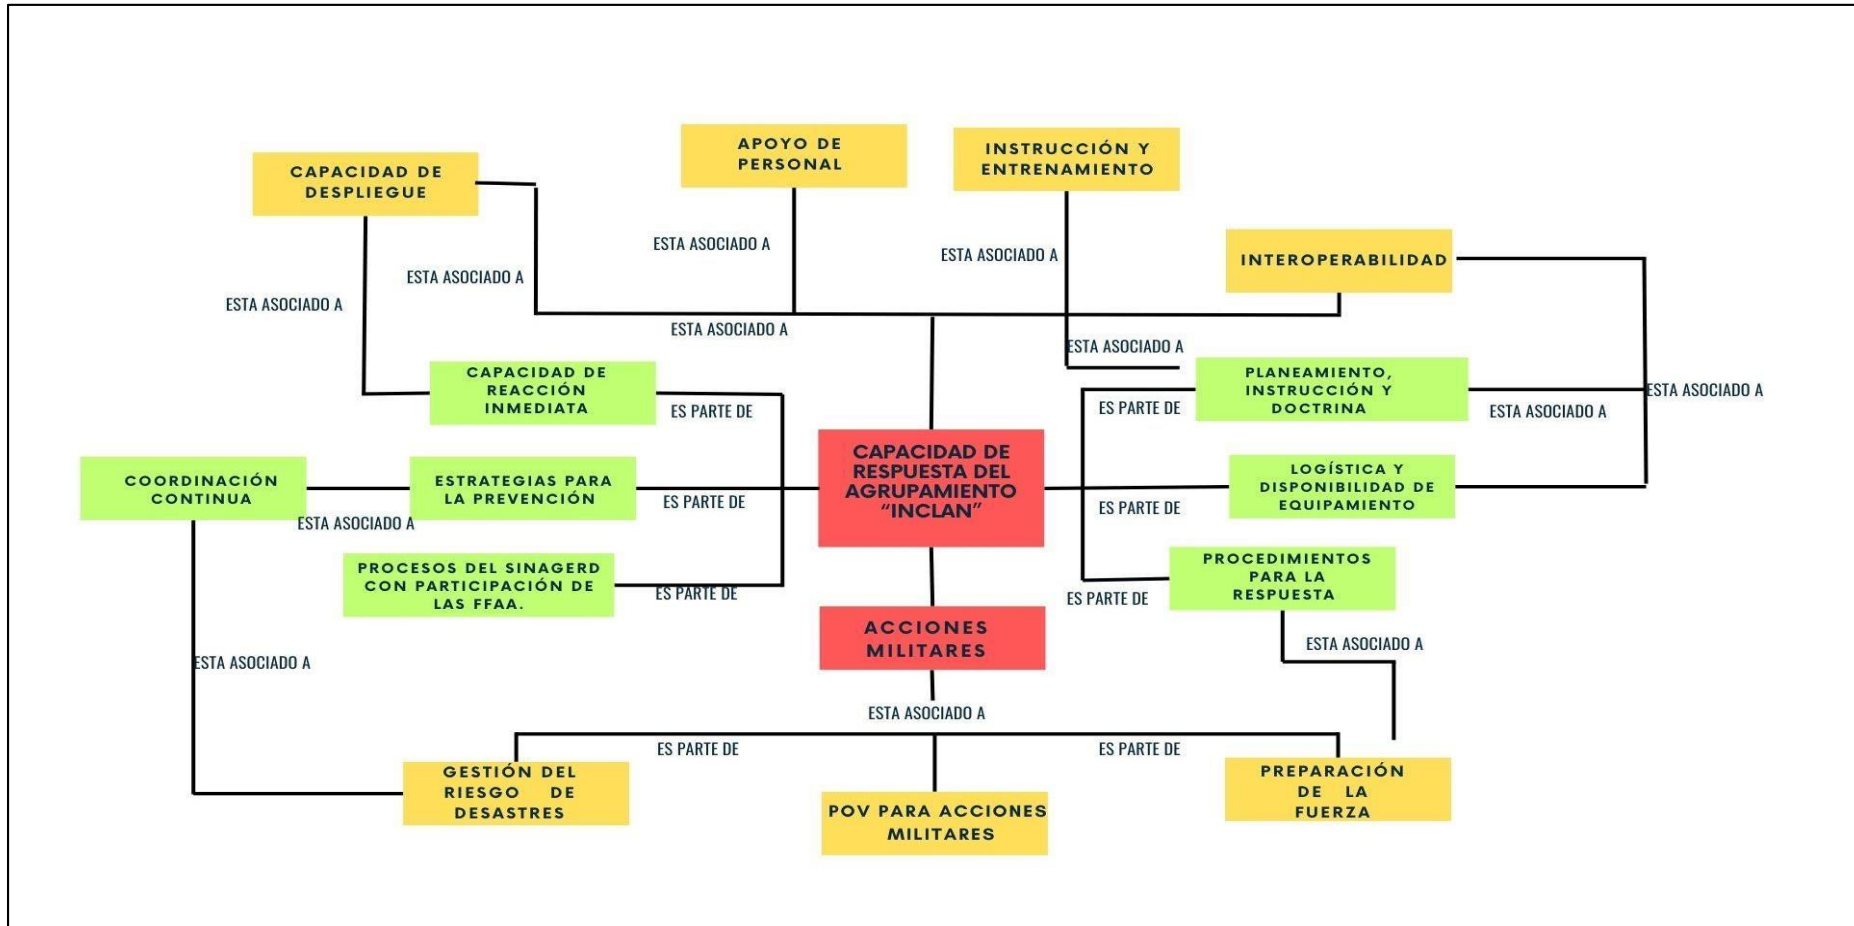 APOYO DE
PERSONAL
INSTRUCCIÓN Y
ENTRENAMIENTO
CAPACIDAD DE
DESPLIEGUE
ESTA ASOCIADO A
ESTA ASOCIADO A
INTEROPERABILIDAD
ESTA ASOCIADO A
ESTA ASOCIADO A
ESTA ASOCIADO A
ESTA ASOCIADO A
CAPACIDAD DE
REACCIÓN
INMEDIATA
ES PARTE DE
ES PARTE DE
PLANEAMIENTO,
INSTRUCCIÓN Y
DOCTRINA
ESTA ASOCIADO A
ESTA ASOCIADO A
COORDINACIÓN
CONTINUA
ESTA ASOCIADO A
ESTRATEGIAS PARA
LA PREVENCIÓN
ES PARTE DE
CAPACIDAD DE
RESPUESTA DEL
AGRUPAMIENTO
“INCLAN”
ES PARTE DE
LOGÍSTICA Y
DISPONIBILIDAD DE
EQUIPAMIENTO
PROCESOS DEL SINAGERD
CON PARTICIPACIÓN DE
LAS FFAA.
ES PARTE DE
ES PARTE DE
PROCEDIMIENTOS
PARA LA
RESPUESTA
ACCIONES
MILITARES
ESTA ASOCIADO A
ESTA ASOCIADO A
ESTA ASOCIADO A
ES PARTE DE
ES PARTE DE
GESTIÓN DEL
RIESGO DE
DESASTRES
POV PARA ACCIONES
MILITARES
PREPARACIÓN
DE LA
FUERZA